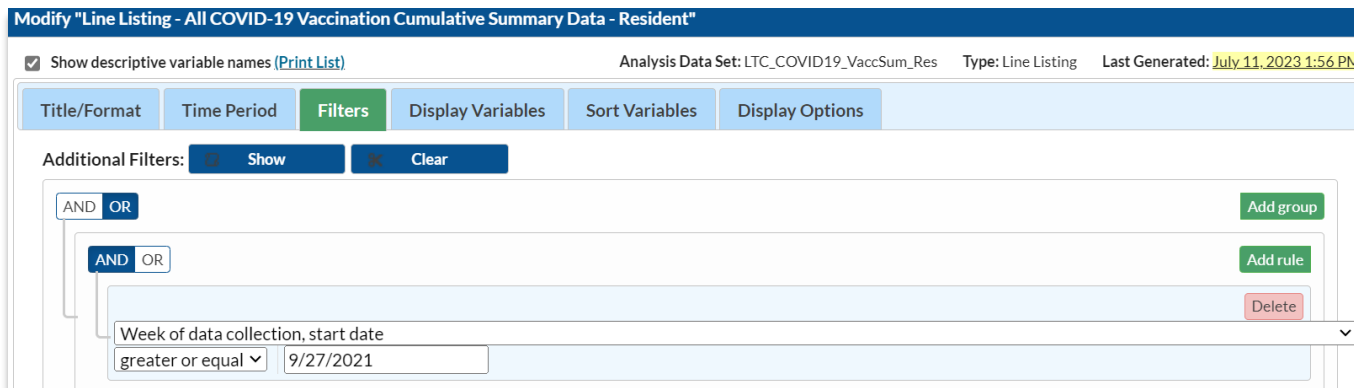 Modify "Line Listing - All COVID-19 Vaccination Cumulative Summary Data - Resident"
Show descriptive variable names (Print List) Analysis Data Set: LTC_COVID19_VaccSum_Res Type: Line Listing Last Generated: July 11, 2023 1:56 PM
Title/Format Time Period Filters Display Variables Sort Variables Display Options
Additional Filters: Show Clear
AND OR Add group
AND OR Add rule
Delete
Week of data collection, start date
greater or equal 9/27/2021